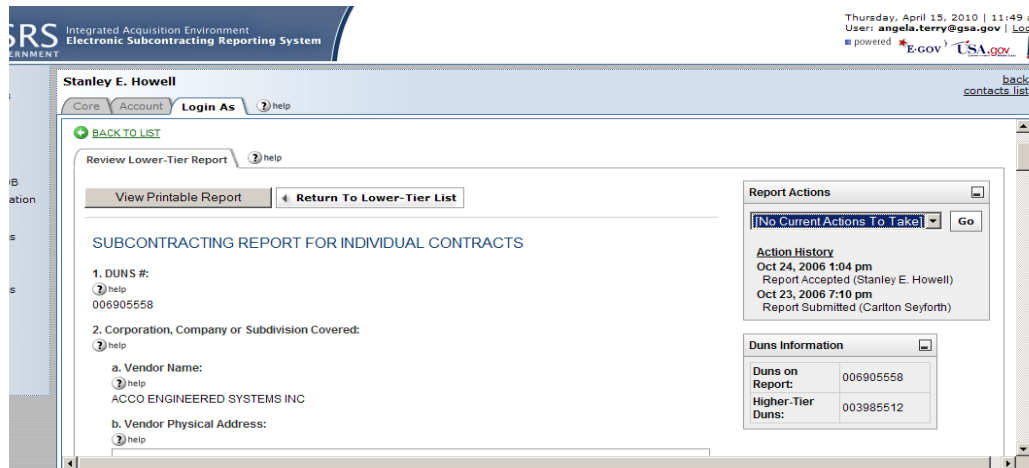 SRS
ERNMENT
Integrated Acquisition Environment
Electronic Subcontracting Reporting System
Thursday, April 15, 2010 | 11:49
User: angela.terry@gsa.gov |
powered E-GOV USA.gov
Stanley E. Howell
back
contacts list
Core
Account
Login As
help
BACK TO LIST
Review Lower-Tier Report
help
View Printable Report
Return To Lower-Tier List
SUBCONTRACTING REPORT FOR INDIVIDUAL CONTRACTS
1. DUNS #:
help
006905558
2. Corporation, Company or Subdivision Covered:
help
a. Vendor Name:
help
ACCO ENGINEERED SYSTEMS INC
b. Vendor Physical Address:
help
Report Actions
[No Current Actions To Take]
Go
Action History
Oct 24, 2006 1:04 pm
Report Accepted (Stanley E. Howell)
Oct 23, 2006 7:10 pm
Report Submitted (Carlton Seyforth)
Duns Information
Duns on Report:
006905558
Higher-Tier Duns:
003985512